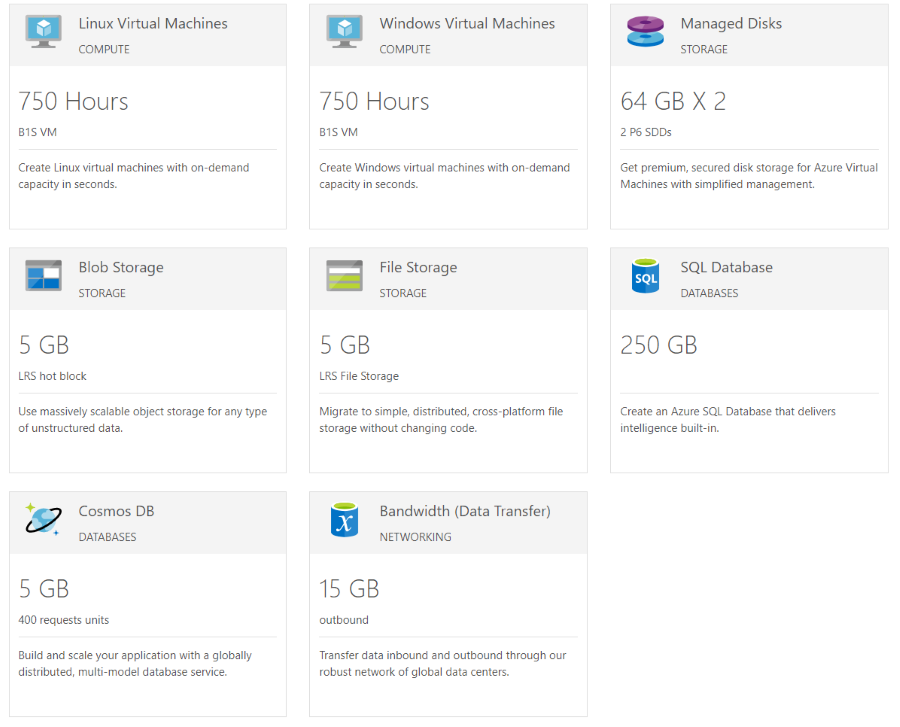 Linux Virtual Machines
COMPUTE
750 Hours
B1S VM
Create Linux virtual machines with on-demand
capacity in seconds.
Windows Virtual Machines
COMPUTE
750 Hours
B1S VM
Create Windows virtual machines with on-demand
capacity in seconds.
Managed Disks
STORAGE
64 GB X 2
2 P6 SDDs
Get premium, secured disk storage for Azure Virtual
Machines with simplified management.
Blob Storage
STORAGE
5 GB
LRS hot block
Use massively scalable object storage for any type
of unstructured data.
File Storage
STORAGE
5 GB
LRS File Storage
Migrate to simple, distributed, cross-platform file
storage without changing code.
SQL
SQL Database
DATABASES
250 GB
Create an Azure SQL Database that delivers
intelligence built-in.
Cosmos DB
DATABASES
5 GB
400 requests units
Build and scale your application with a globally
distributed, multi-model database service.
X
Bandwidth (Data Transfer)
NETWORKING
15 GB
outbound
Transfer data inbound and outbound through our
robust network of global data centers.